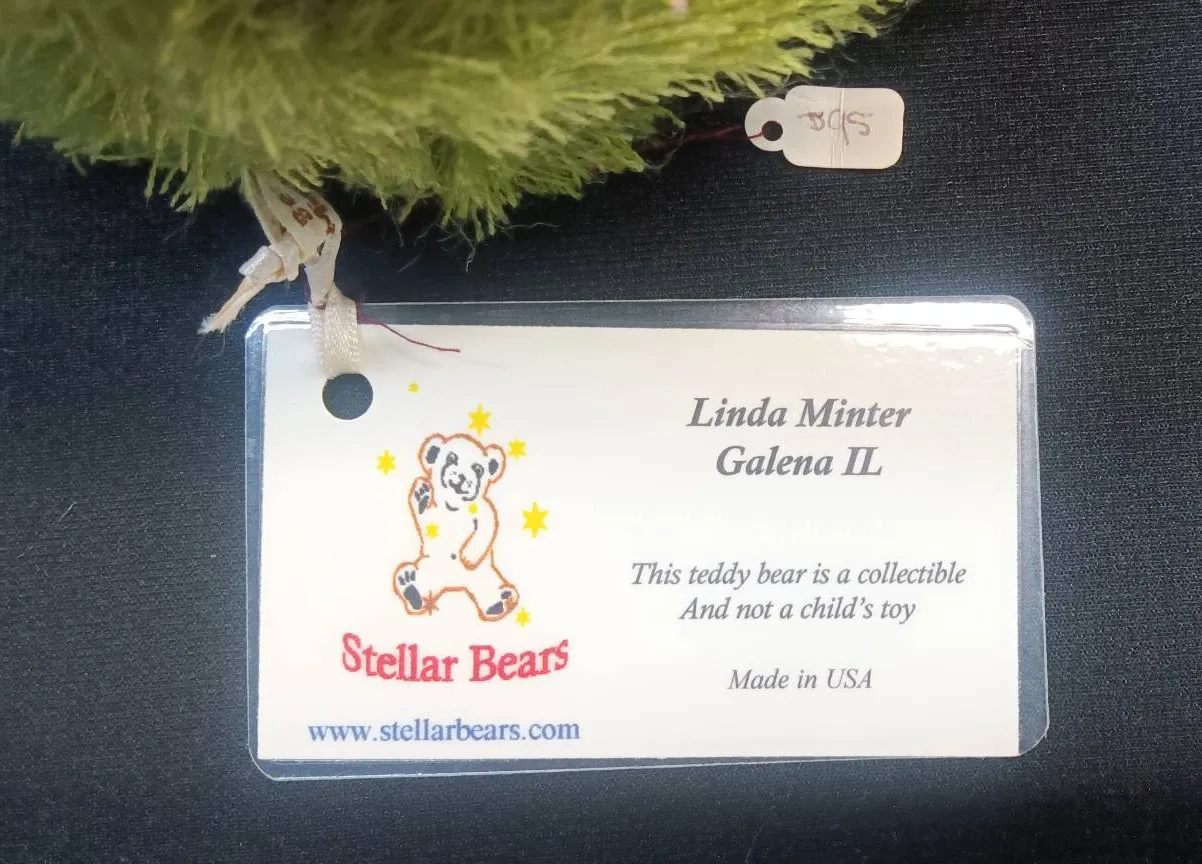 Linda Minter
Galena IL
This teddy bear is a collectible
And not a child's toy
Made in USA
Stellar Bears
www.stellarbears.com